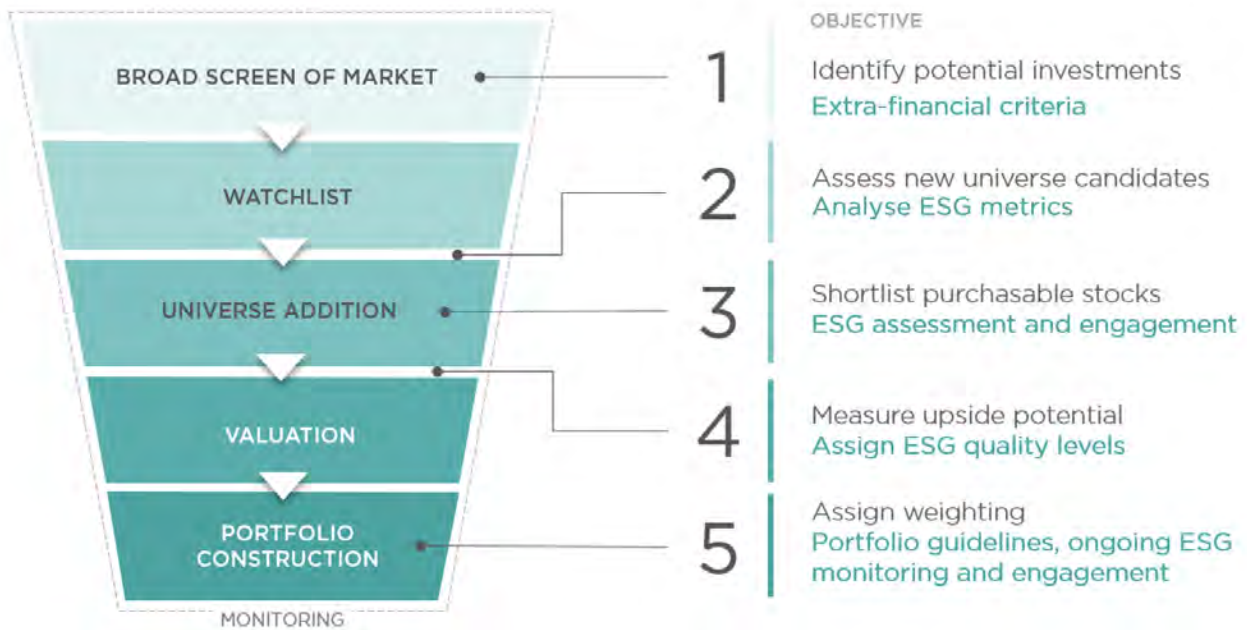 OBJECTIVE
BROAD SCREEN OF MARKET
1
Identify potential investments
Extra-financial criteria
WATCHLIST
2
Assess new universe candidates
Analyse ESG metrics
UNIVERSE ADDITION
3
Shortlist purchasable stocks
ESG assessment and engagement
VALUATION
4
Measure upside potential
Assign ESG quality levels
PORTFOLIO
CONSTRUCTION
5
Assign weighting
Portfolio guidelines, ongoing ESG
monitoring and engagement
MONITORING